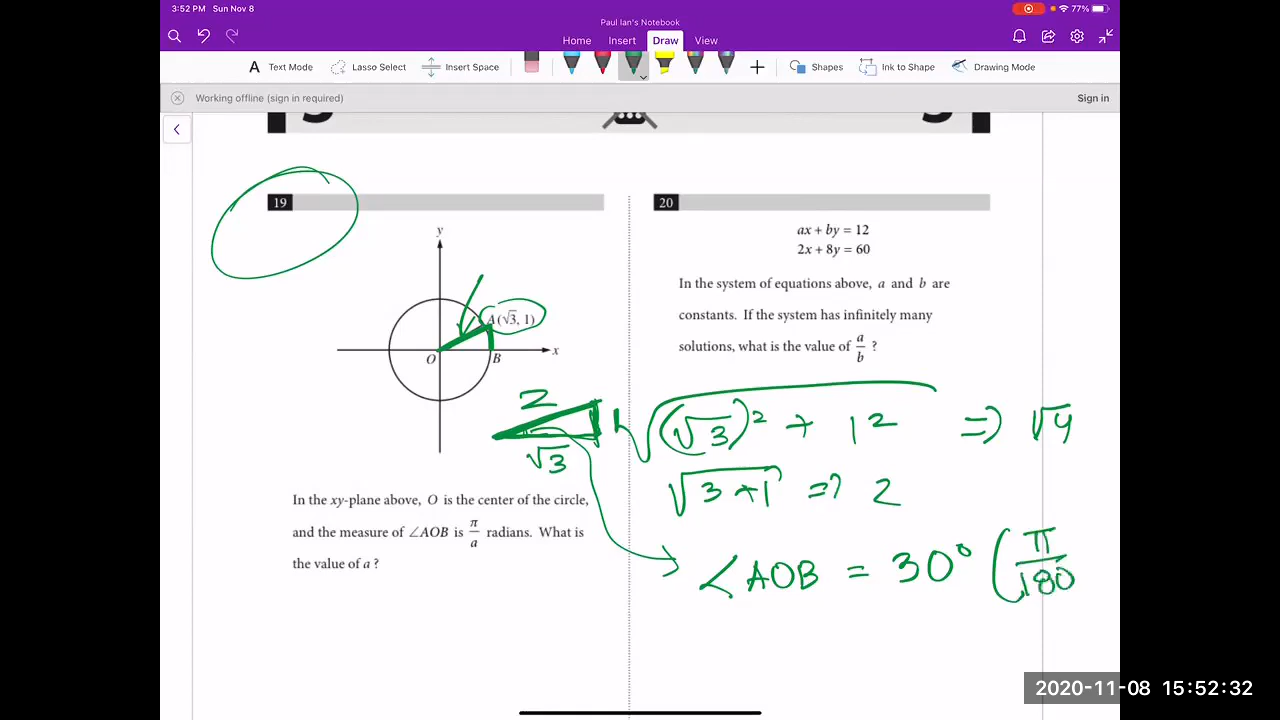 3:52 PM Sun Nov 8
77%
Paul Ian's Notebook
Home Insert Draw View
A Text Mode Lasso Select Insert Space + Shapes Ink to Shape Drawing Mode
Working offline (sign in required)
Sign in
19
y
A(√3, 1)
O
B
x
2
1
√3
In the xy-plane above, O is the center of the circle,
and the measure of ∠AOB is π/a radians. What is
the value of a ?
20
ax + by = 12
2x + 8y = 60
In the system of equations above, a and b are
constants. If the system has infinitely many
solutions, what is the value of a/b ?
√(√3)² + 1² => √4
√3+1 => 2
∠AOB = 30° (π/180
2020-11-08 15:52:32